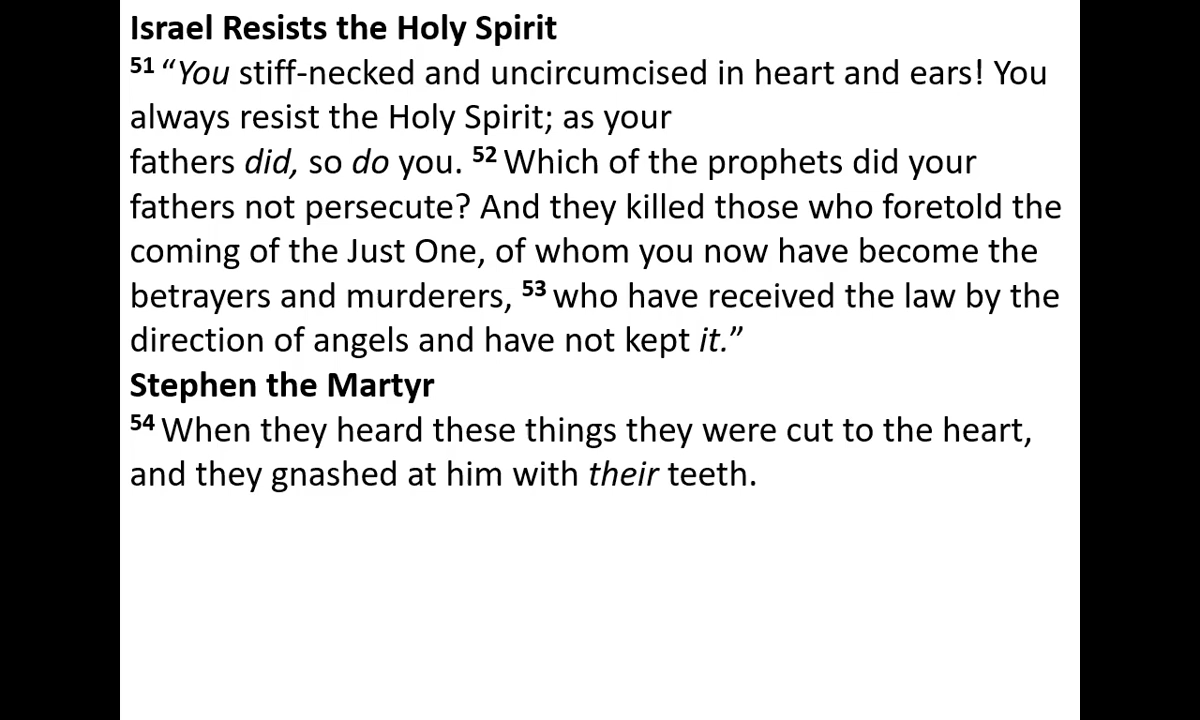 Israel Resists the Holy Spirit
51 “You stiff-necked and uncircumcised in heart and ears! You
always resist the Holy Spirit; as your
fathers did, so do you. 52 Which of the prophets did your
fathers not persecute? And they killed those who foretold the
coming of the Just One, of whom you now have become the
betrayers and murderers, 53 who have received the law by the
direction of angels and have not kept it.”
Stephen the Martyr
54 When they heard these things they were cut to the heart,
and they gnashed at him with their teeth.